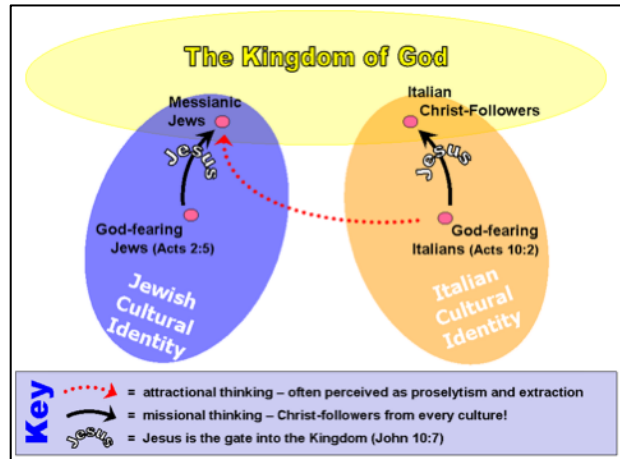 The Kingdom of God
Messianic
Jews
Italian
Christ-Followers
Jesus
Jesus
God-fearing
Jews (Acts 2:5)
God-fearing
Italians (Acts 10:2)
Jewish
Cultural
Identity
Italian
Cultural
Identity
Key
= attractional thinking – often perceived as proselytism and extraction
= missional thinking – Christ-followers from every culture!
Jesus = Jesus is the gate into the Kingdom (John 10:7)